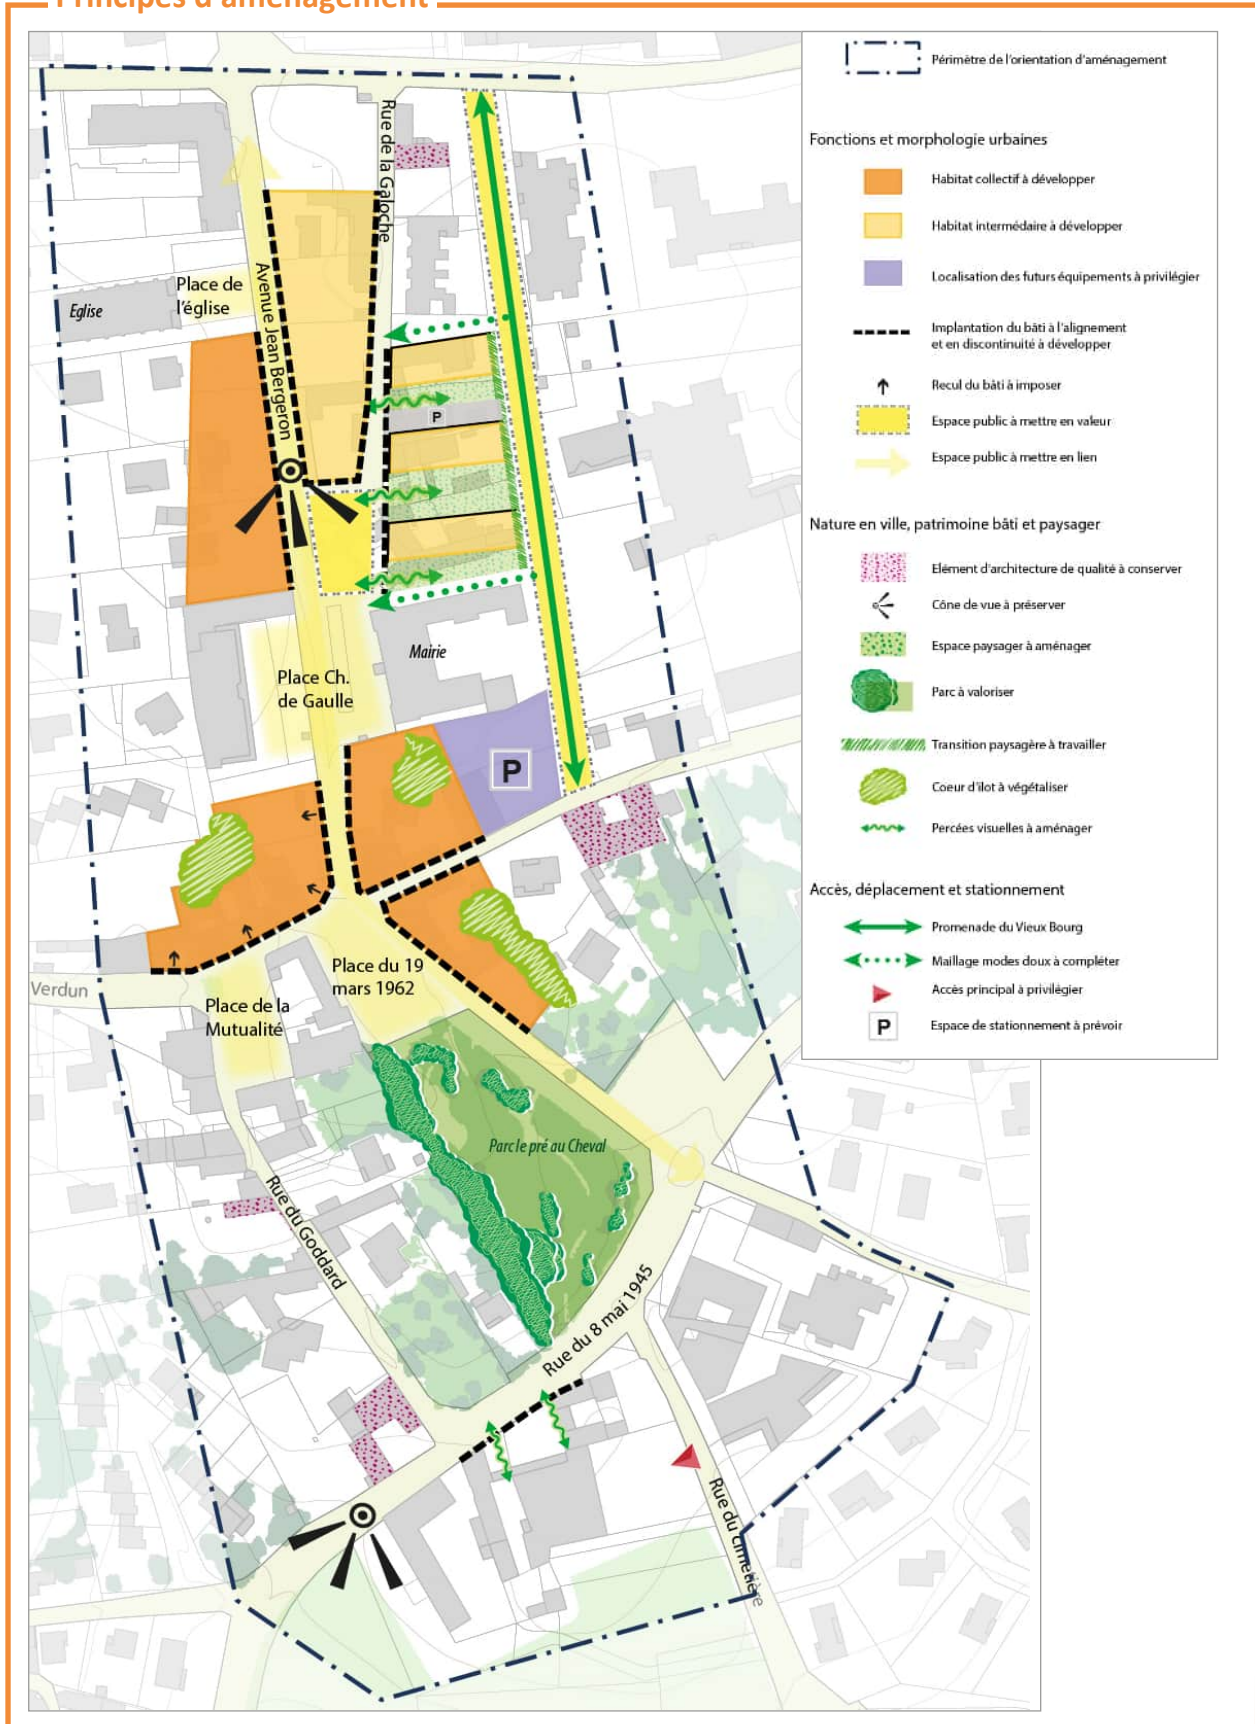 Principes d'aménagement
Rue de la Galoche
Place de
l'église
Eglise
Avenue Jean Bergeron
P
Mairie
Place Ch.
de Gaulle
P
Place du 19
mars 1962
Verdun
Place de la
Mutualité
Parc le pré au Cheval
Rue du Goddard
Rue du 8 mai 1945
Rue du cimetière
Périmètre de l'orientation d'aménagement
Fonctions et morphologie urbaines
Habitat collectif à développer
Habitat intermédaire à développer
Localisation des futurs équipements à privilégier
Implantation du bâti à l'alignement
et en discontinuité à développer
Recul du bâti à imposer
Espace public à mettre en valeur
Espace public à mettre en lien
Nature en ville, patrimoine bâti et paysager
Elément d'architecture de qualité à conserver
Cône de vue à préserver
Espace paysager à aménager
Parc à valoriser
Transition paysagère à travailler
Coeur d'ilot à végétaliser
Percées visuelles à aménager
Accès, déplacement et stationnement
Promenade du Vieux Bourg
Maillage modes doux à compléter
Accès principal à privilégier
P
Espace de stationnement à prévoir